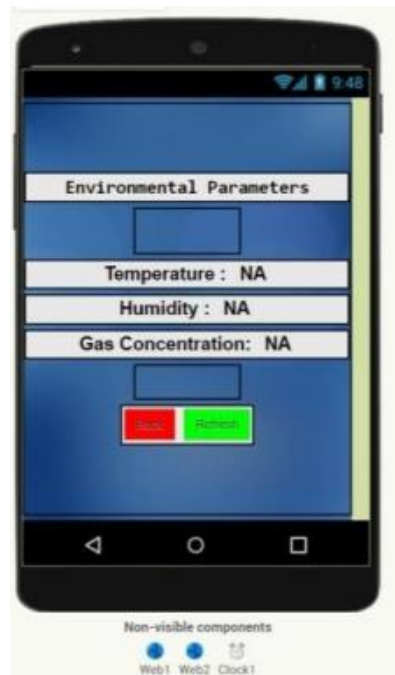 9:48
Environmental Parameters
Temperature : NA
Humidity : NA
Gas Concentration: NA
Back Refresh
Non-visible components
Web1 Web2 Clock1